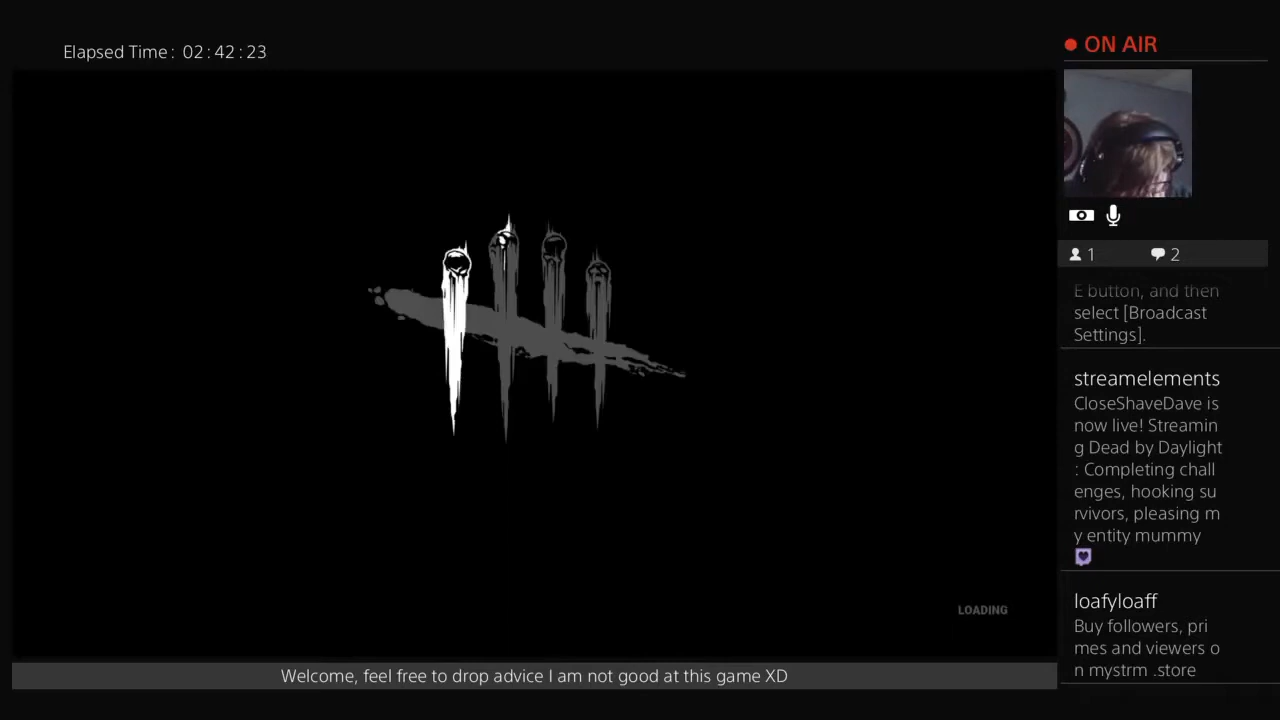 Elapsed Time: 02:42:23
ON AIR
1 2
E button, and then
select [Broadcast
Settings].
streamelements
CloseShaveDave is
now live! Streamin
g Dead by Daylight
: Completing chall
enges, hooking su
rvivors, pleasing m
y entity mummy
loafyloaff
Buy followers, pri
mes and viewers o
n mystrm .store
LOADING
Welcome, feel free to drop advice I am not good at this game XD